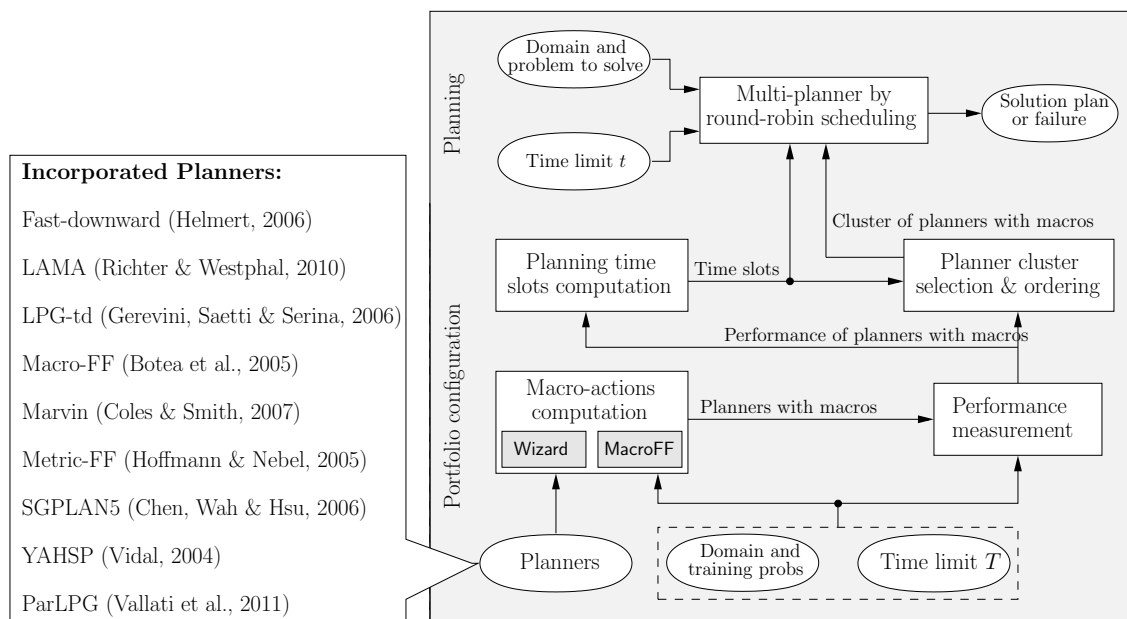 Incorporated Planners:
Fast-downward (Helmert, 2006)
LAMA (Richter & Westphal, 2010)
LPG-td (Gerevini, Saetti & Serina, 2006)
Macro-FF (Botea et al., 2005)
Marvin (Coles & Smith, 2007)
Metric-FF (Hoffmann & Nebel, 2005)
SGPLAN5 (Chen, Wah & Hsu, 2006)
YAHSP (Vidal, 2004)
ParLPG (Vallati et al., 2011)
Planning
Domain and
problem to solve
Time limit t
Multi-planner by
round-robin scheduling
Solution plan
or failure
Portfolio configuration
Cluster of planners with macros
Planning time
slots computation
Time slots
Planner cluster
selection & ordering
Performance of planners with macros
Macro-actions
computation
Wizard
MacroFF
Planners with macros
Performance
measurement
Planners
Domain and
training probs
Time limit T